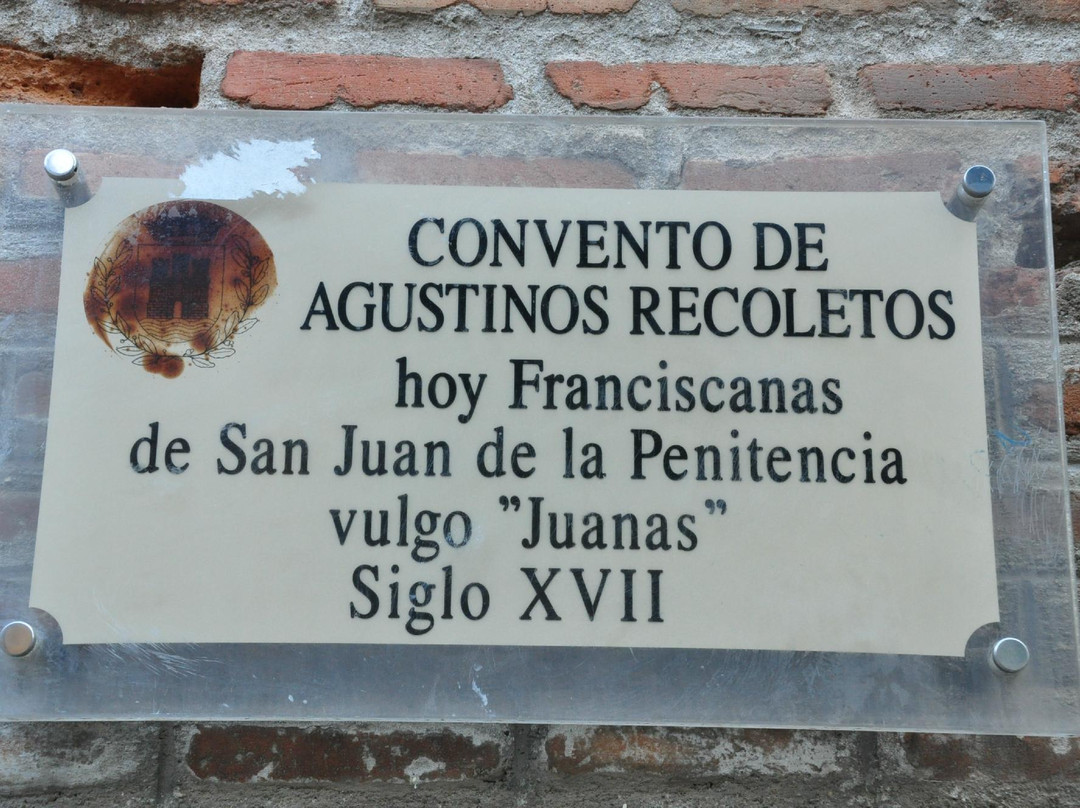 CONVENTO DE
AGUSTINOS RECOLETOS
hoy Franciscanas
de San Juan de la Penitencia
vulgo "Juanas"
Siglo XVII